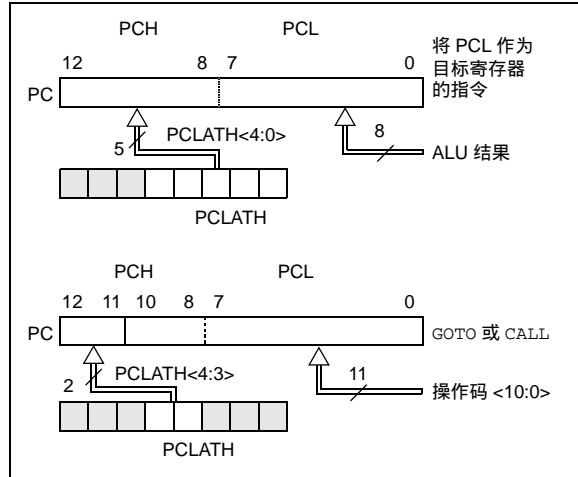 PCH PCL
12 8 7 0
将 PCL 作为
目标寄存器
的指令
PC
5 PCLATH<4:0> 8
ALU 结果
PCLATH
PCH PCL
12 11 10 8 7 0
PC GOTO 或 CALL
2 PCLATH<4:3> 11
操作码 <10:0>
PCLATH